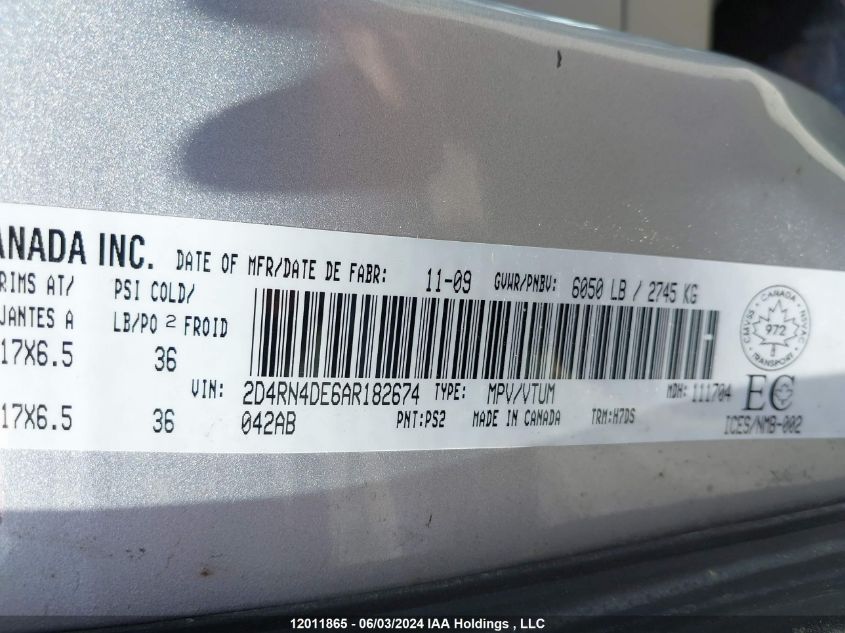 ANADA INC. DATE OF MFR/DATE DE FABR: 11-09 GVWR/PNBV: 6050 LB / 2745 KG
RIMS AT/ PSI COLD/
JANTES A LB/PO 2 FROID
17X6.5 36
VIN: 2D4RN4DE6AR182674 TYPE: MPV/VTUM MDH: 111704
17X6.5 36 042AB PNT:PS2 MADE IN CANADA TRM:H7DS
CANADA
CMVSS NSVAC
972
TRANSPORT
EC
ICES/NMB-002
12011865 - 06/03/2024 IAA Holdings , LLC